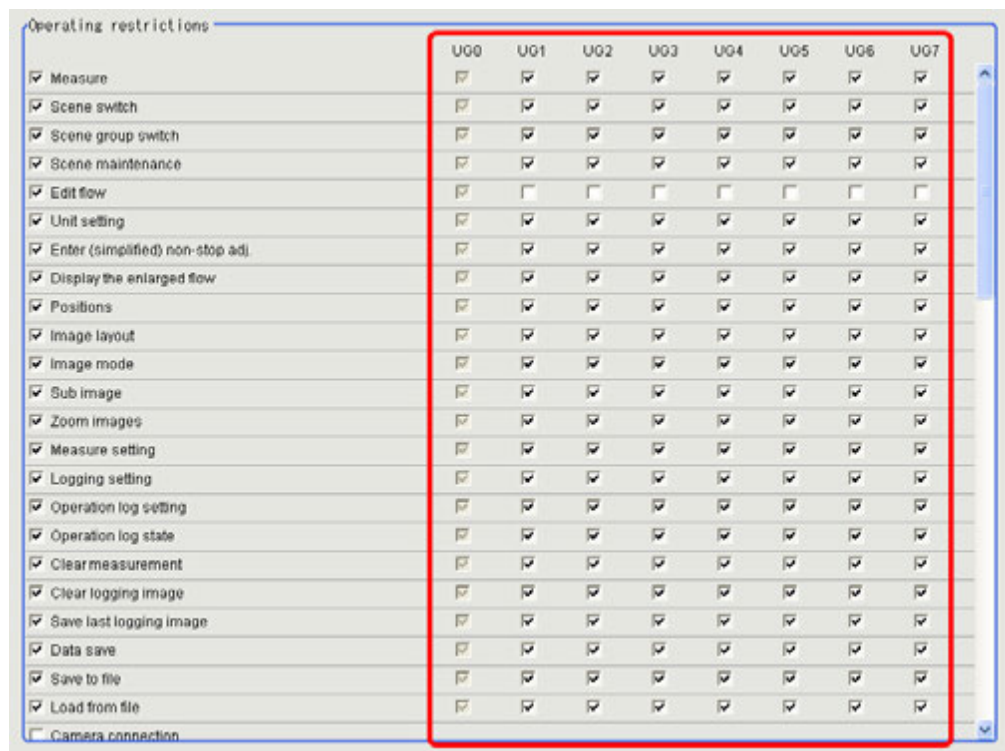 Operating restrictions
UG0 UG1 UG2 UG3 UG4 UG5 UG6 UG7
Measure
Scene switch
Scene group switch
Scene maintenance
Edit flow
Unit setting
Enter (simplified) non-stop adj.
Display the enlarged flow
Positions
Image layout
Image mode
Sub image
Zoom images
Measure setting
Logging setting
Operation log setting
Operation log state
Clear measurement
Clear logging image
Save last logging image
Data save
Save to file
Load from file
Camera connection